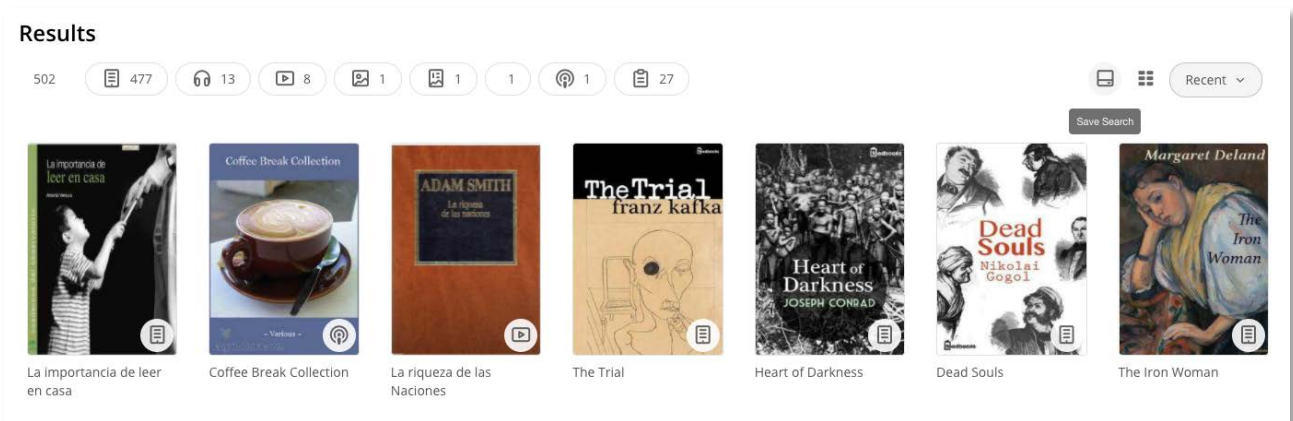 Results
502 477 13 8 1 1 1 1 27 Recent
Save Search
La importancia de
leer en casa
Coffee Break Collection
- Various -
ADAM SMITH
La riqueza
de las naciones
The Trial
franz kafka
Heart of
Darkness
JOSEPH CONRAD
Dead
Souls
Nikolai
Gogol
Margaret Deland
The
Iron
Woman
La importancia de leer
en casa
Coffee Break Collection
La riqueza de las
Naciones
The Trial
Heart of Darkness
Dead Souls
The Iron Woman